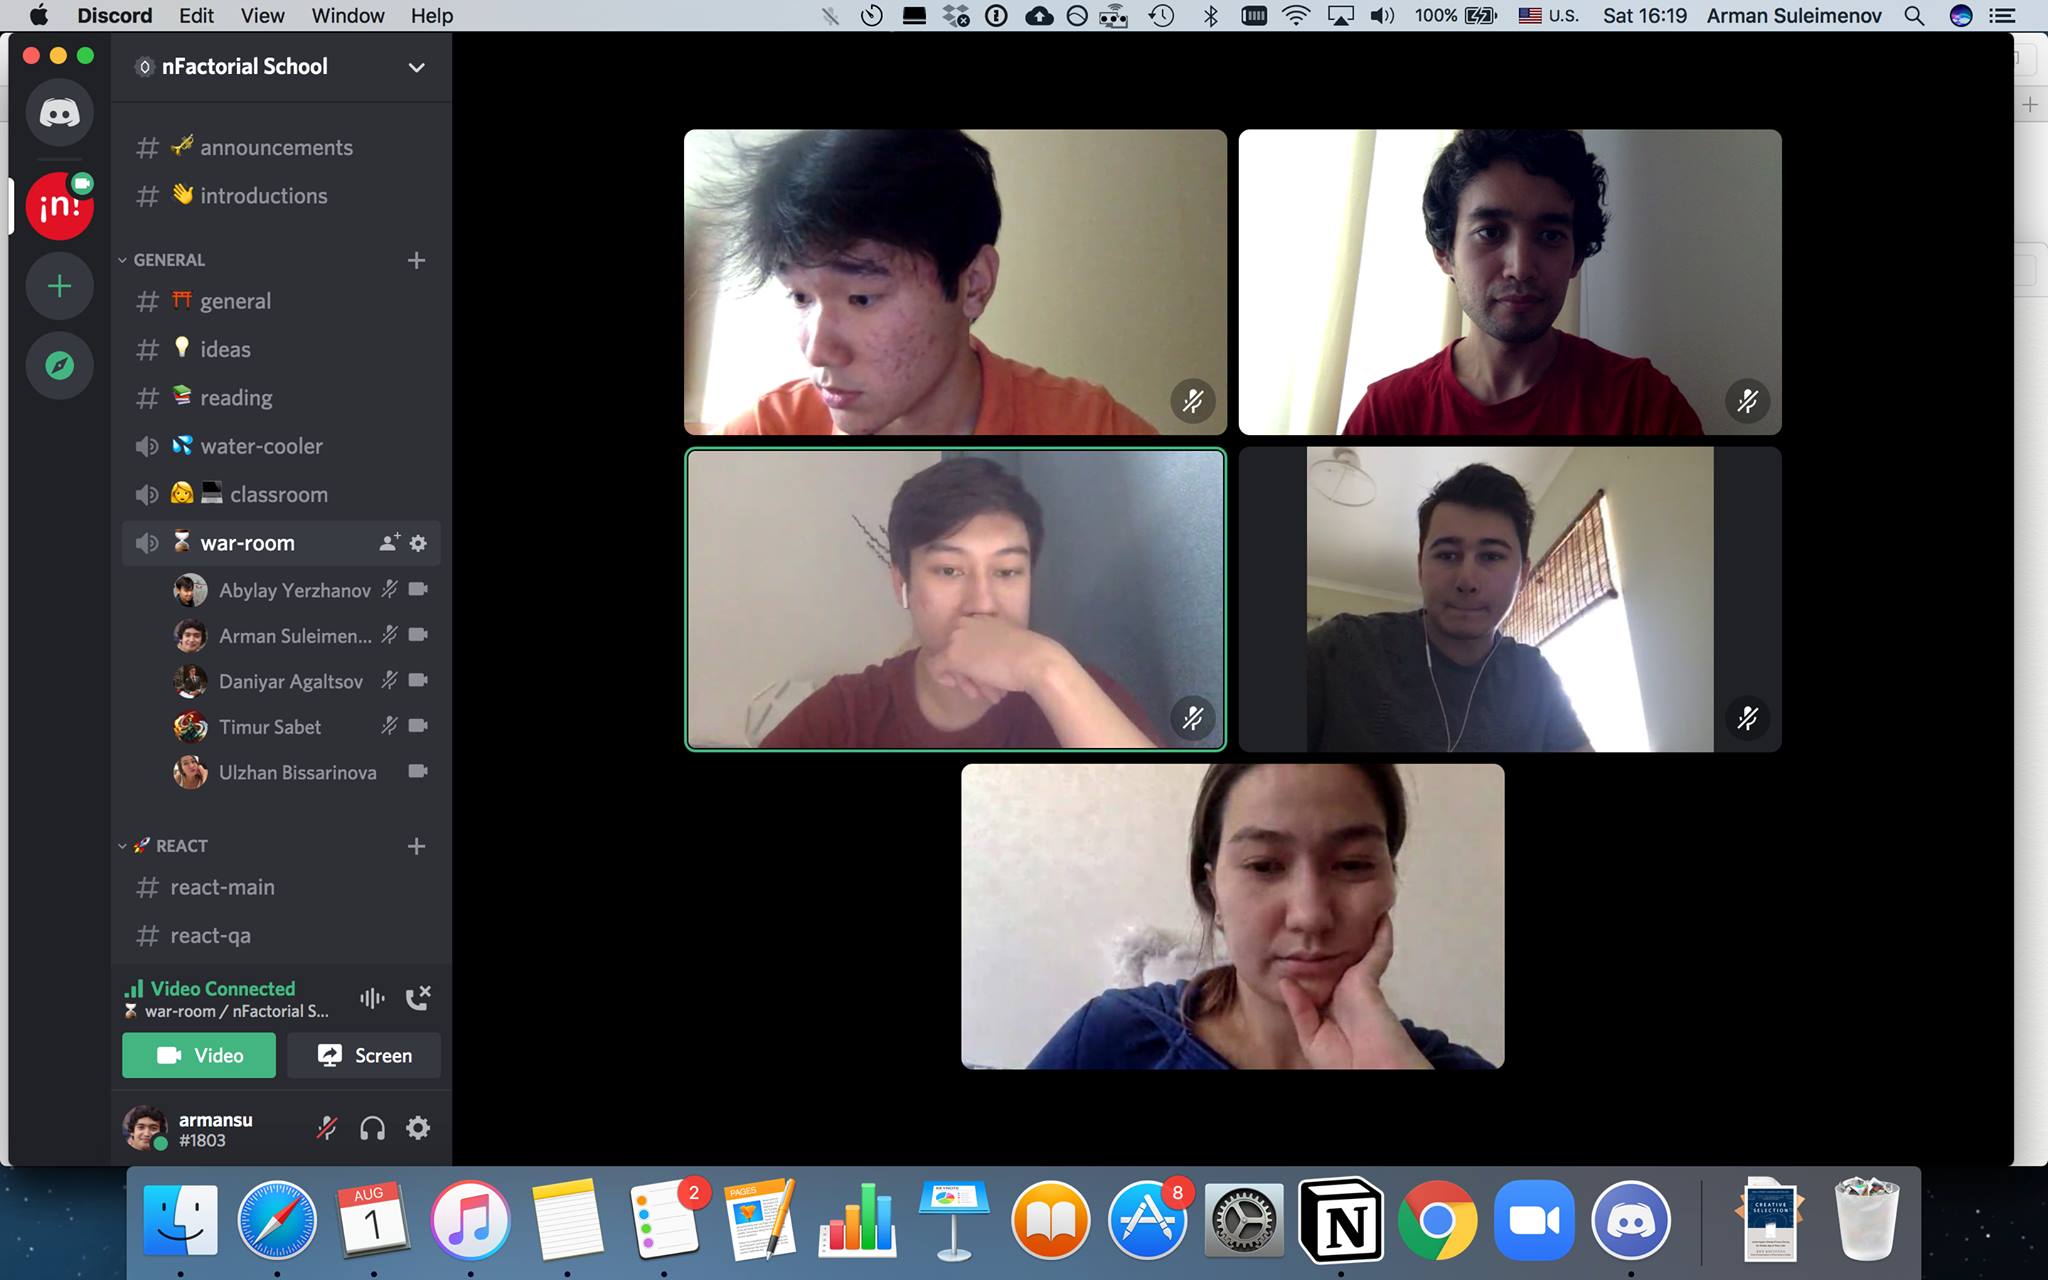 Discord Edit View Window Help 100% U.S. Sat 16:19 Arman Suleimenov
nFactorial School
¡n!
announcements
introductions
GENERAL
general
ideas
reading
water-cooler
classroom
war-room
Abylay Yerzhanov
Arman Suleimen...
Daniyar Agaltsov
Timur Sabet
Ulzhan Bissarinova
REACT
react-main
react-qa
Video Connected
war-room / nFactorial S...
Video Screen
armansu
#1803
AUG
1
2
PAGES
KEYNOTE
8
N
CREATIVE
SELECTION